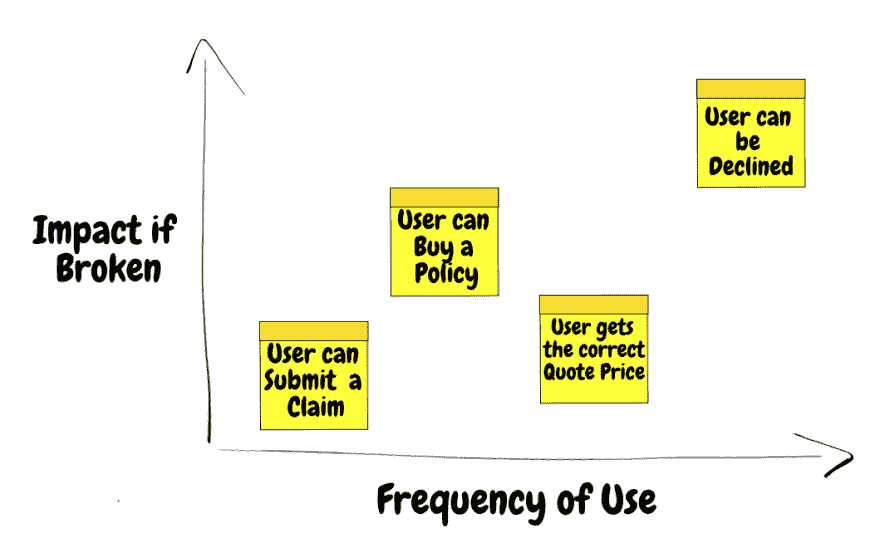 Impact if
Broken
User can
Submit a
Claim
User can
Buy a
Policy
User gets
the correct
Quote Price
User can
be
Declined
Frequency of Use